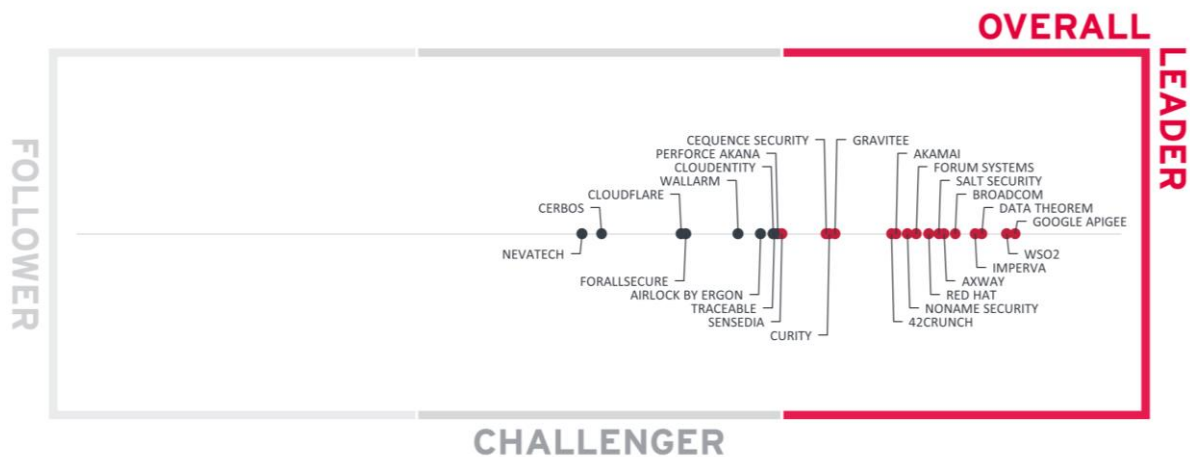 OVERALL
LEADER
FOLLOWER
CEQUENCE SECURITY
GRAVITEE
PERFORCE AKANA
AKAMAI
CLOUDENTITY
FORUM SYSTEMS
WALLARM
SALT SECURITY
CLOUDFLARE
BROADCOM
CERBOS
DATA THEOREM
GOOGLE APIGEE
NEVATECH
WSO2
IMPERVA
FORALLSECURE
AXWAY
AIRLOCK BY ERGON
RED HAT
TRACEABLE
NONAME SECURITY
SENSEDIA
42CRUNCH
CURITY
CHALLENGER